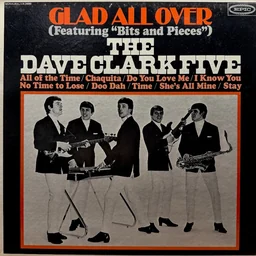 GLAD ALL OVER
EPIC
(Featuring "Bits and Pieces")
THE
DAVE CLARK FIVE
All of the Time / Chaquita / Do You Love Me / I Know You
No Time to Lose / Doo Dah / Time / She's All Mine / Stay